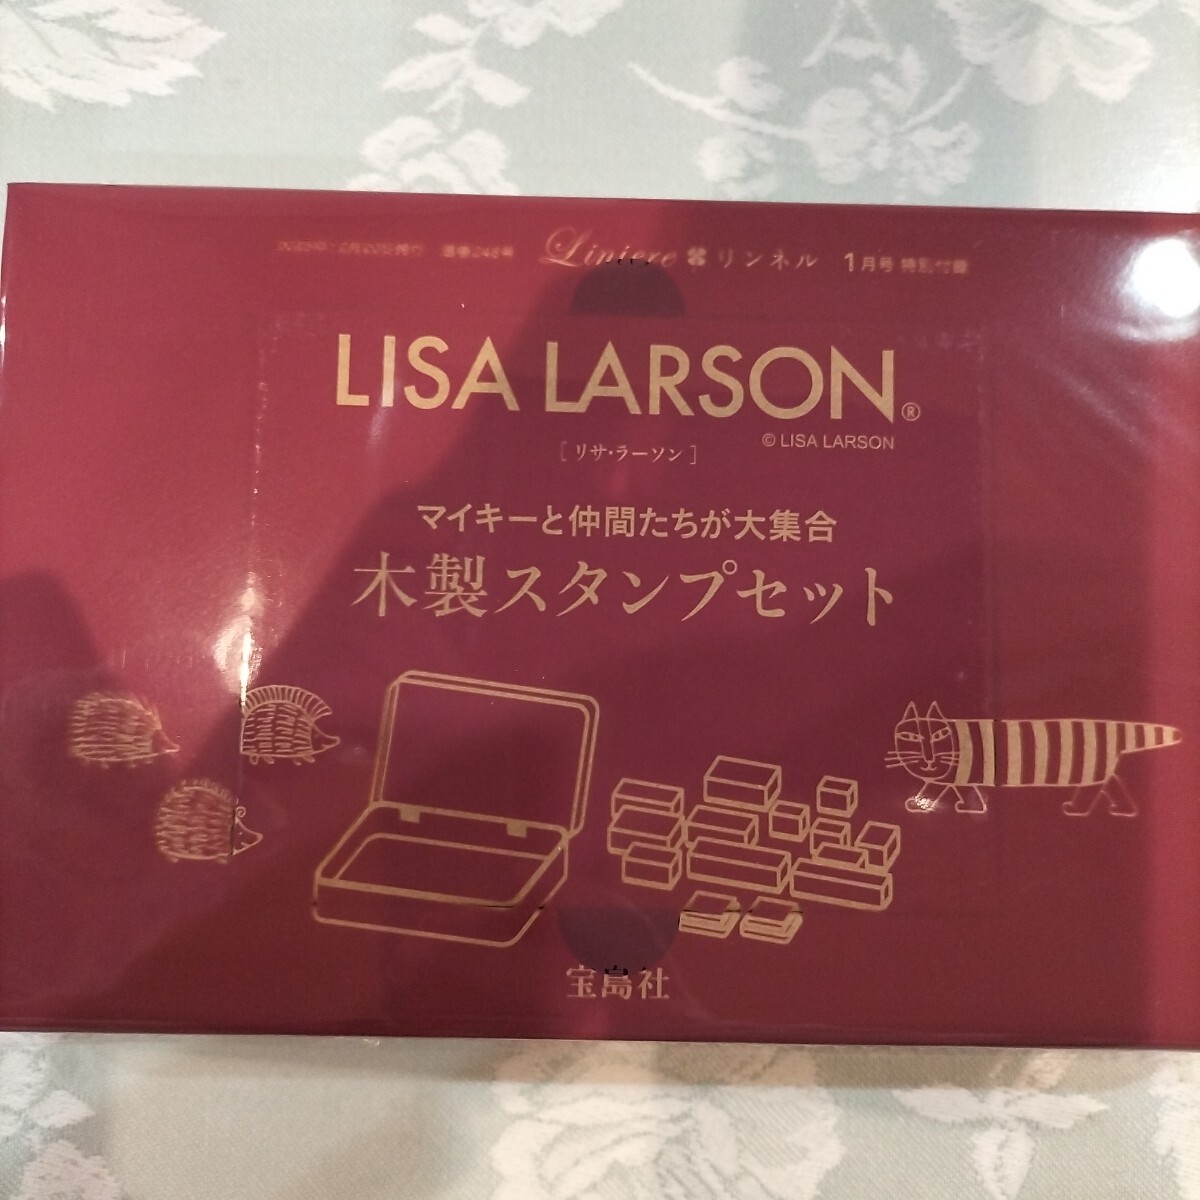 Liniere リンネル 1月号 特別付録
LISA LARSON®
© LISA LARSON
[リサ・ラーソン]
マイキーと仲間たちが大集合
木製スタンプセット
宝島社